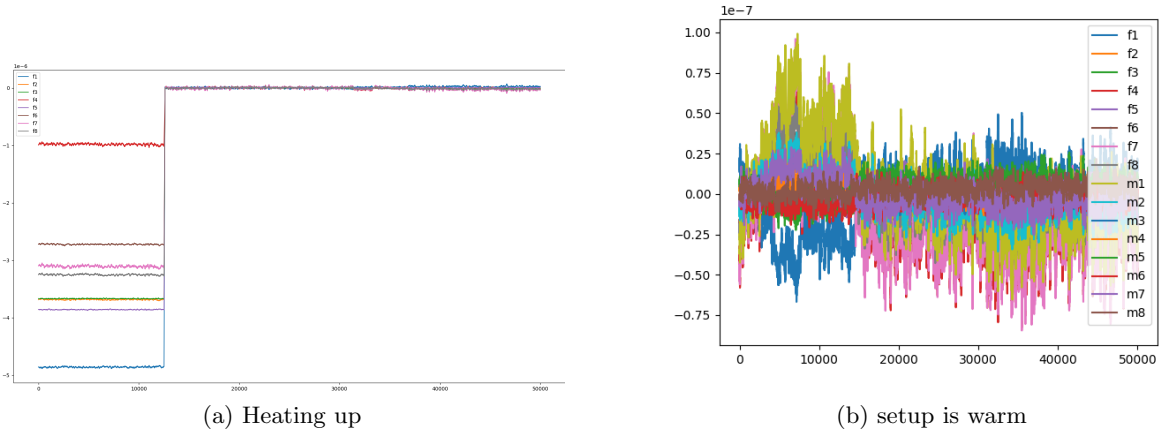 1e−6
f1
f2
f3
f4
f5
f6
f7
f8
0
−1
−2
−3
−4
−5
0
10000
20000
30000
40000
50000
(a) Heating up
1e−7
1.00
0.75
0.50
0.25
0.00
−0.25
−0.50
−0.75
0
10000
20000
30000
40000
50000
f1
f2
f3
f4
f5
f6
f7
f8
m1
m2
m3
m4
m5
m6
m7
m8
(b) setup is warm